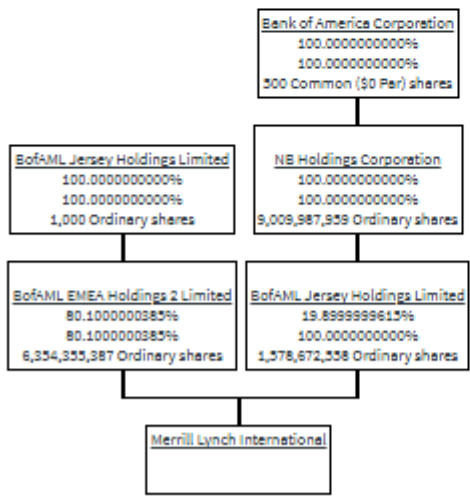 Bank of America Corporation
100.0000000000%
100.0000000000%
500 Common ($0 Par) shares
BofAML Jersey Holdings Limited
100.0000000000%
100.0000000000%
1,000 Ordinary shares
NB Holdings Corporation
100.0000000000%
100.0000000000%
9,009,987,959 Ordinary shares
BofAML EMEA Holdings 2 Limited
80.1000000385%
80.1000000385%
6,354,355,387 Ordinary shares
BofAML Jersey Holdings Limited
19.8999999615%
100.0000000000%
1,578,672,558 Ordinary shares
Merrill Lynch International